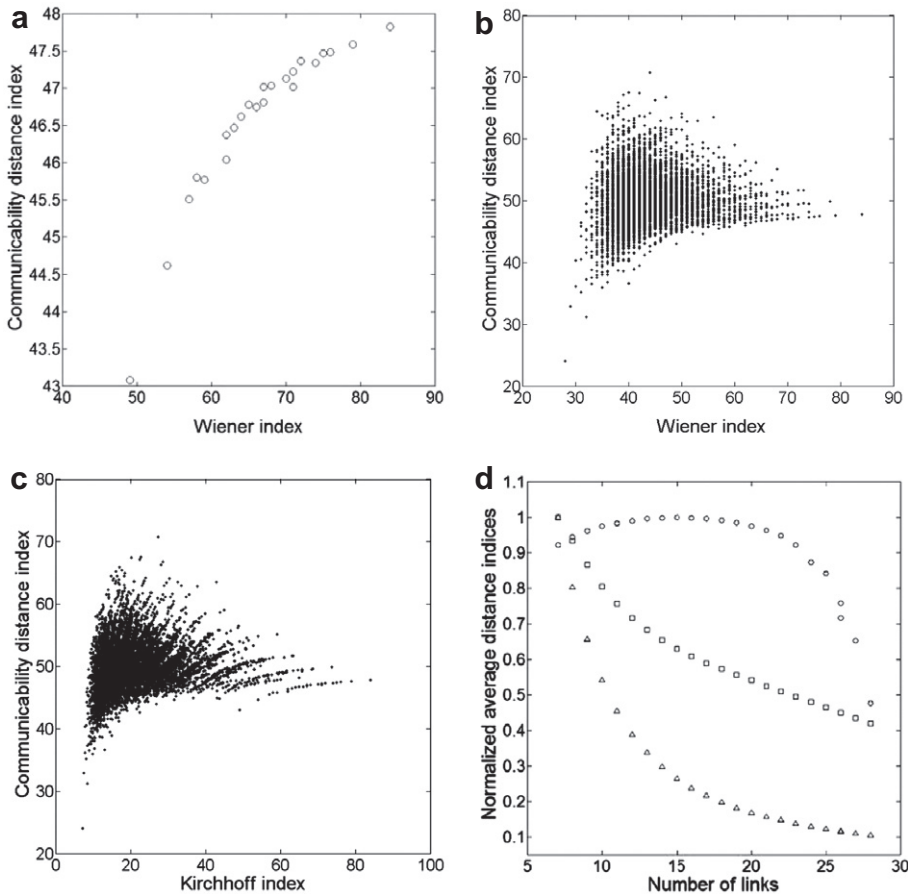 a
48
47.5
47
46.5
46
45.5
45
44.5
44
43.5
43
40 50 60 70 80 90
Communicability distance index
Wiener index
b
80
70
60
50
40
30
20
20 30 40 50 60 70 80 90
Communicability distance index
Wiener index
c
80
70
60
50
40
30
20
0 20 40 60 80 100
Communicability distance index
Kirchhoff index
d
1.1
1
0.9
0.8
0.7
0.6
0.5
0.4
0.3
0.2
0.1
5 10 15 20 25 30
Normalized average distance indices
Number of links